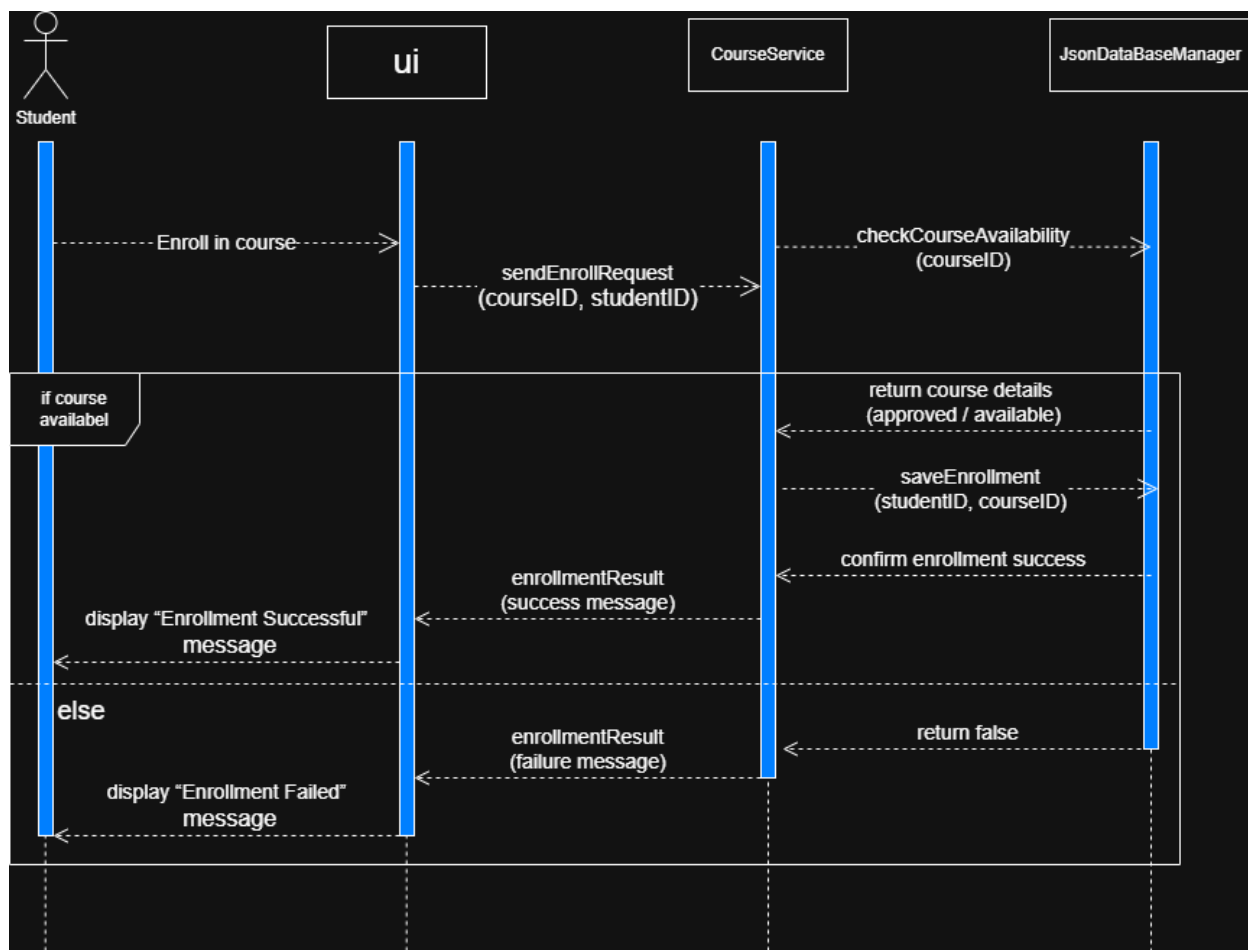 Student
ui
CourseService
JsonDataBaseManager
Enroll in course
checkCourseAvailability
(courseID)
sendEnrollRequest
(courseID, studentID)
if course
availabel
return course details
(approved / available)
saveEnrollment
(studentID, courseID)
confirm enrollment success
enrollmentResult
(success message)
display “Enrollment Successful”
message
else
return false
enrollmentResult
(failure message)
display “Enrollment Failed”
message